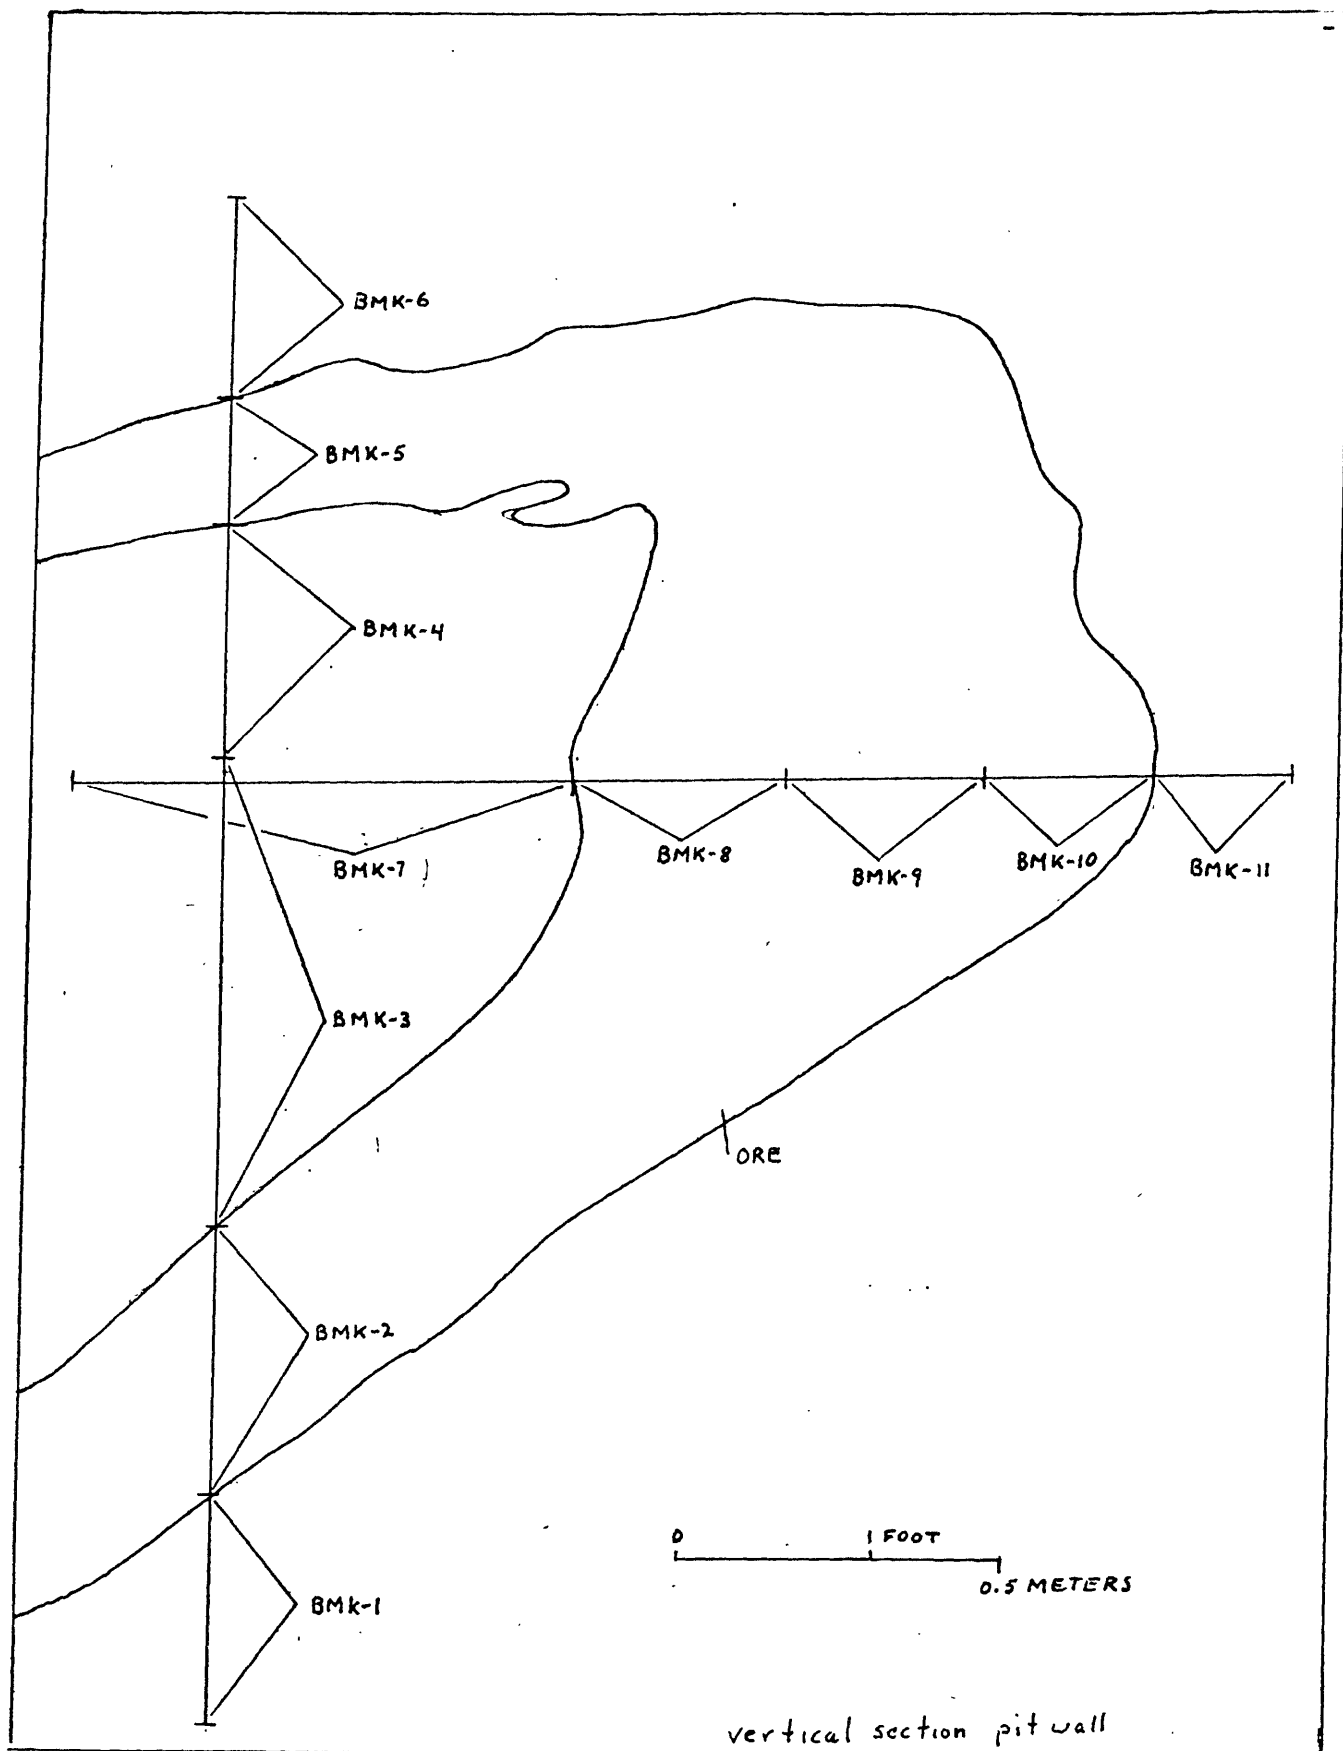 BMK-6
BMK-5
BMK-4
BMK-7
BMK-8
BMK-9
BMK-10
BMK-11
BMK-3
ORE
BMK-2
0 1 FOOT
0.5 METERS
BMK-1
vertical section pit wall